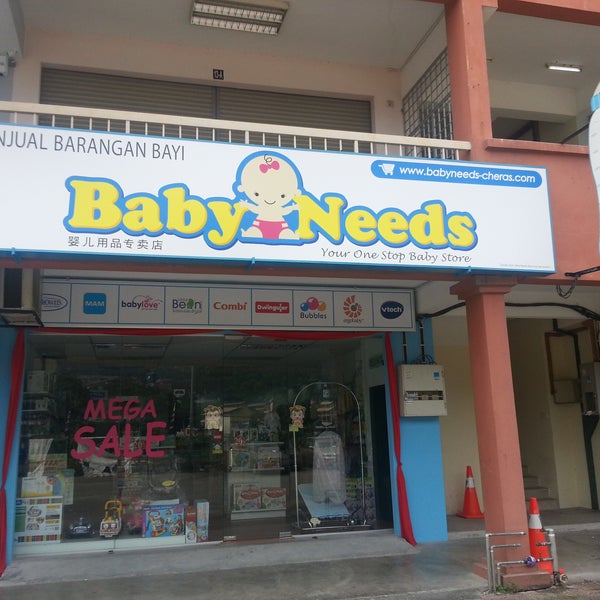 NJUAL BARANGAN BAYI
www.babyneeds-cheras.com
Baby Needs
婴儿用品专卖店
Your One Stop Baby Store
MAM
babylove
Bean
Combi
Bubbles
vtech
MEGA
SALE